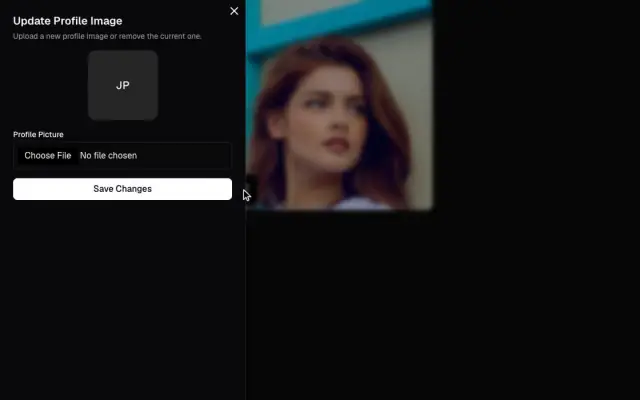 Update Profile Image
Upload a new profile image or remove the current one.
JP
Profile Picture
Choose File No file chosen
Save Changes